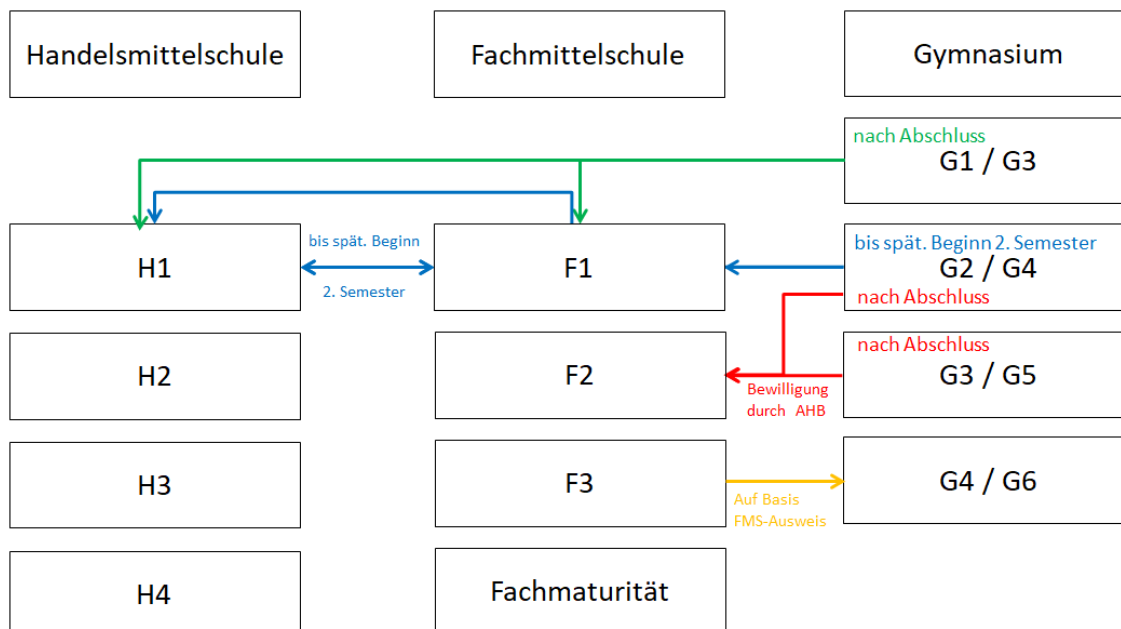 Handelsmittelschule
Fachmittelschule
Gymnasium
nach Abschluss
G1 / G3
H1
bis spät. Beginn
2. Semester
F1
bis spät. Beginn 2. Semester
G2 / G4
nach Abschluss
H2
F2
nach Abschluss
G3 / G5
Bewilligung
durch AHB
H3
F3
G4 / G6
Auf Basis
FMS-Ausweis
H4
Fachmaturität